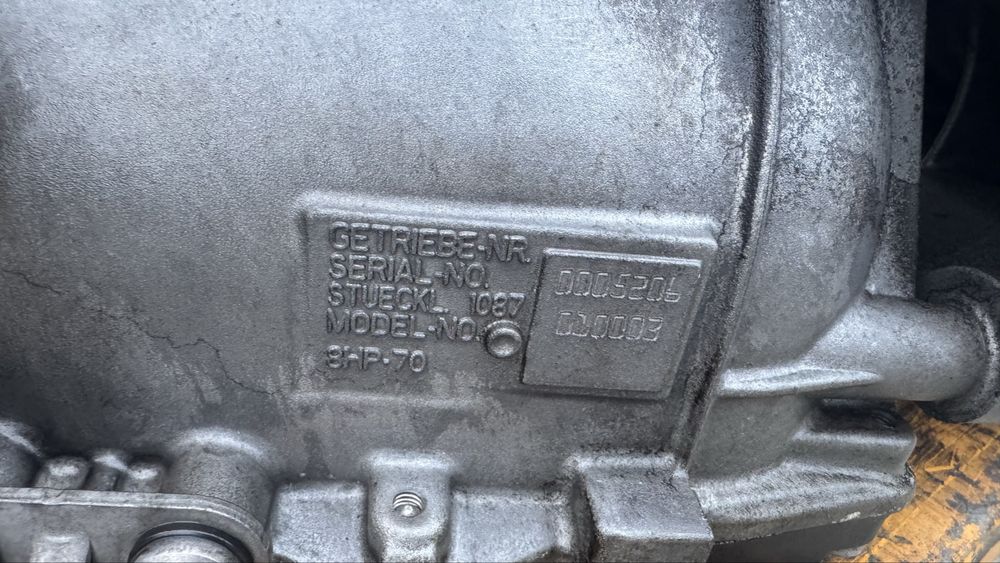 GETRIEBE-NR.
SERIAL-NO.
STUECKL. 1087
MODEL-NO.
8HP-70
0005206
010003